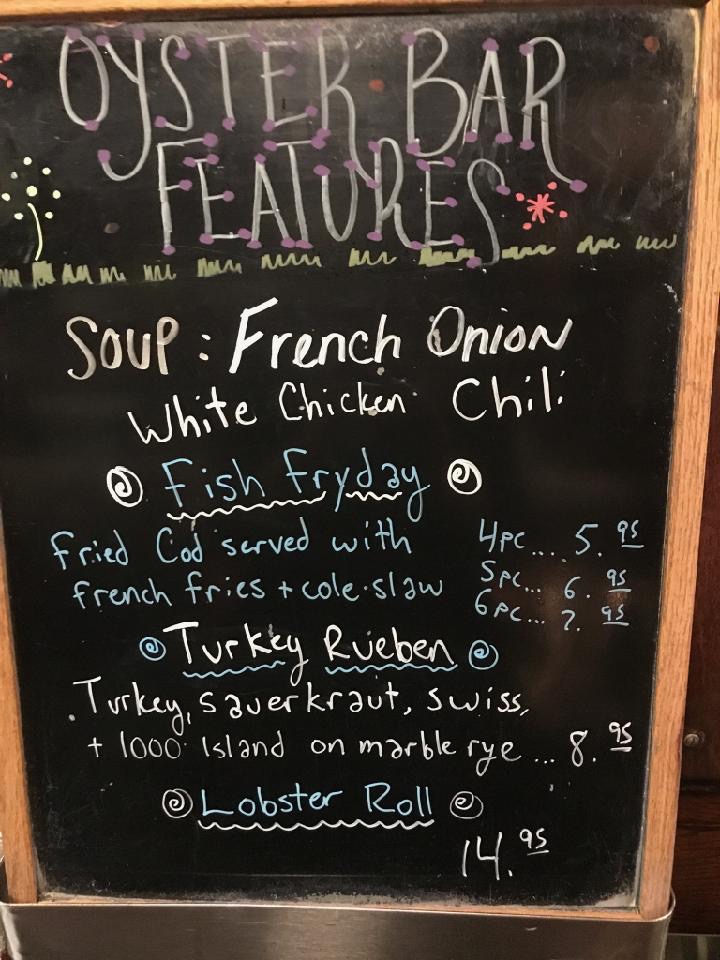 OYSTER BAR
FEATURES
SOUP: French Onion
White Chicken Chili
Fish Fryday
Fried Cod served with
french fries + cole-slaw
4pc.... 5.95
5pc... 6.95
6pc... 7.95
Turkey Rueben
Turkey, sauerkraut, swiss,
+ 1000 Island on marble rye ... 8.95
Lobster Roll
14.95